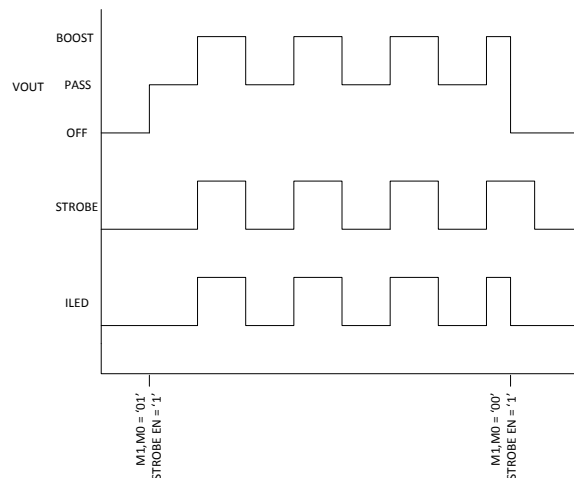 BOOST
VOUT PASS
OFF
STROBE
ILED
M1,M0 = '01'
STROBE EN = '1'
M1,M0 = '00'
STROBE EN = '1'